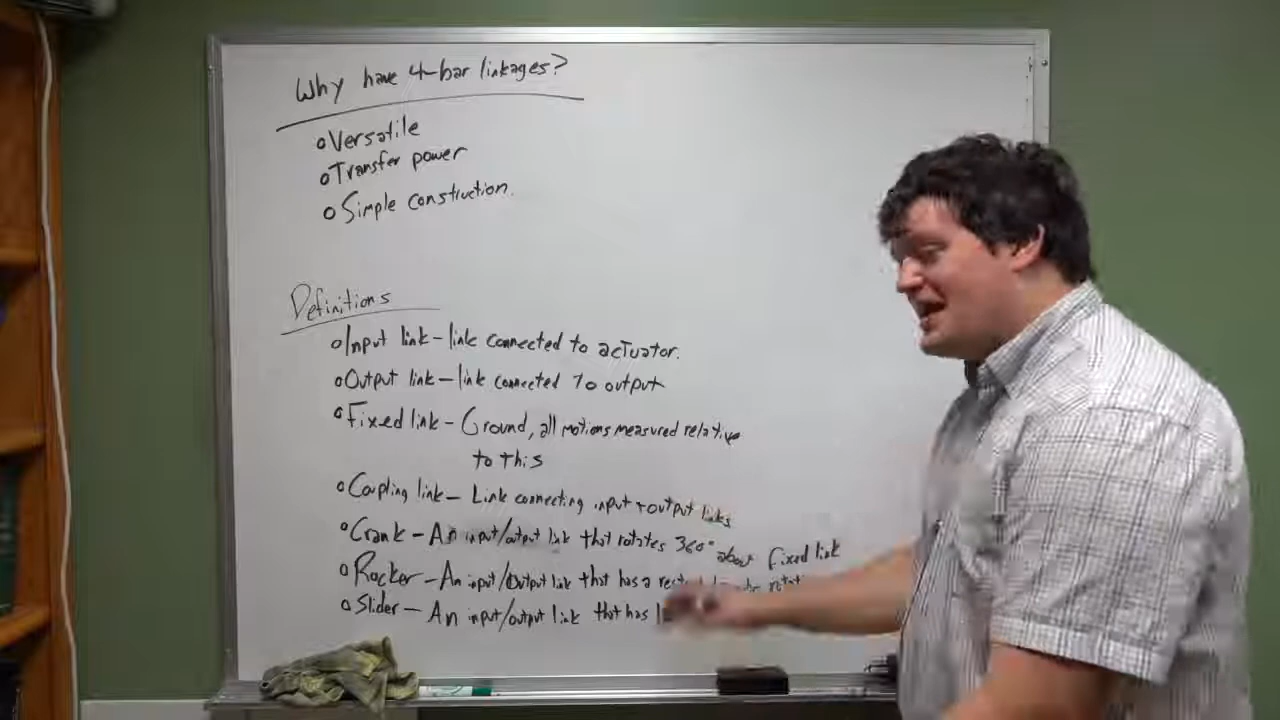 Why have 4-bar linkages?
o Versatile
o Transfer power
o Simple construction.
Definitions
o Input link - link connected to actuator.
o Output link - link connected to output
o Fixed link - Ground, all motions measured relative
to this
o Coupling link - Link connecting input + output links
o Crank - An input/output link that rotates 360° about fixed link
o Rocker - An input/output link that has a
o Slider - An input/output link that has